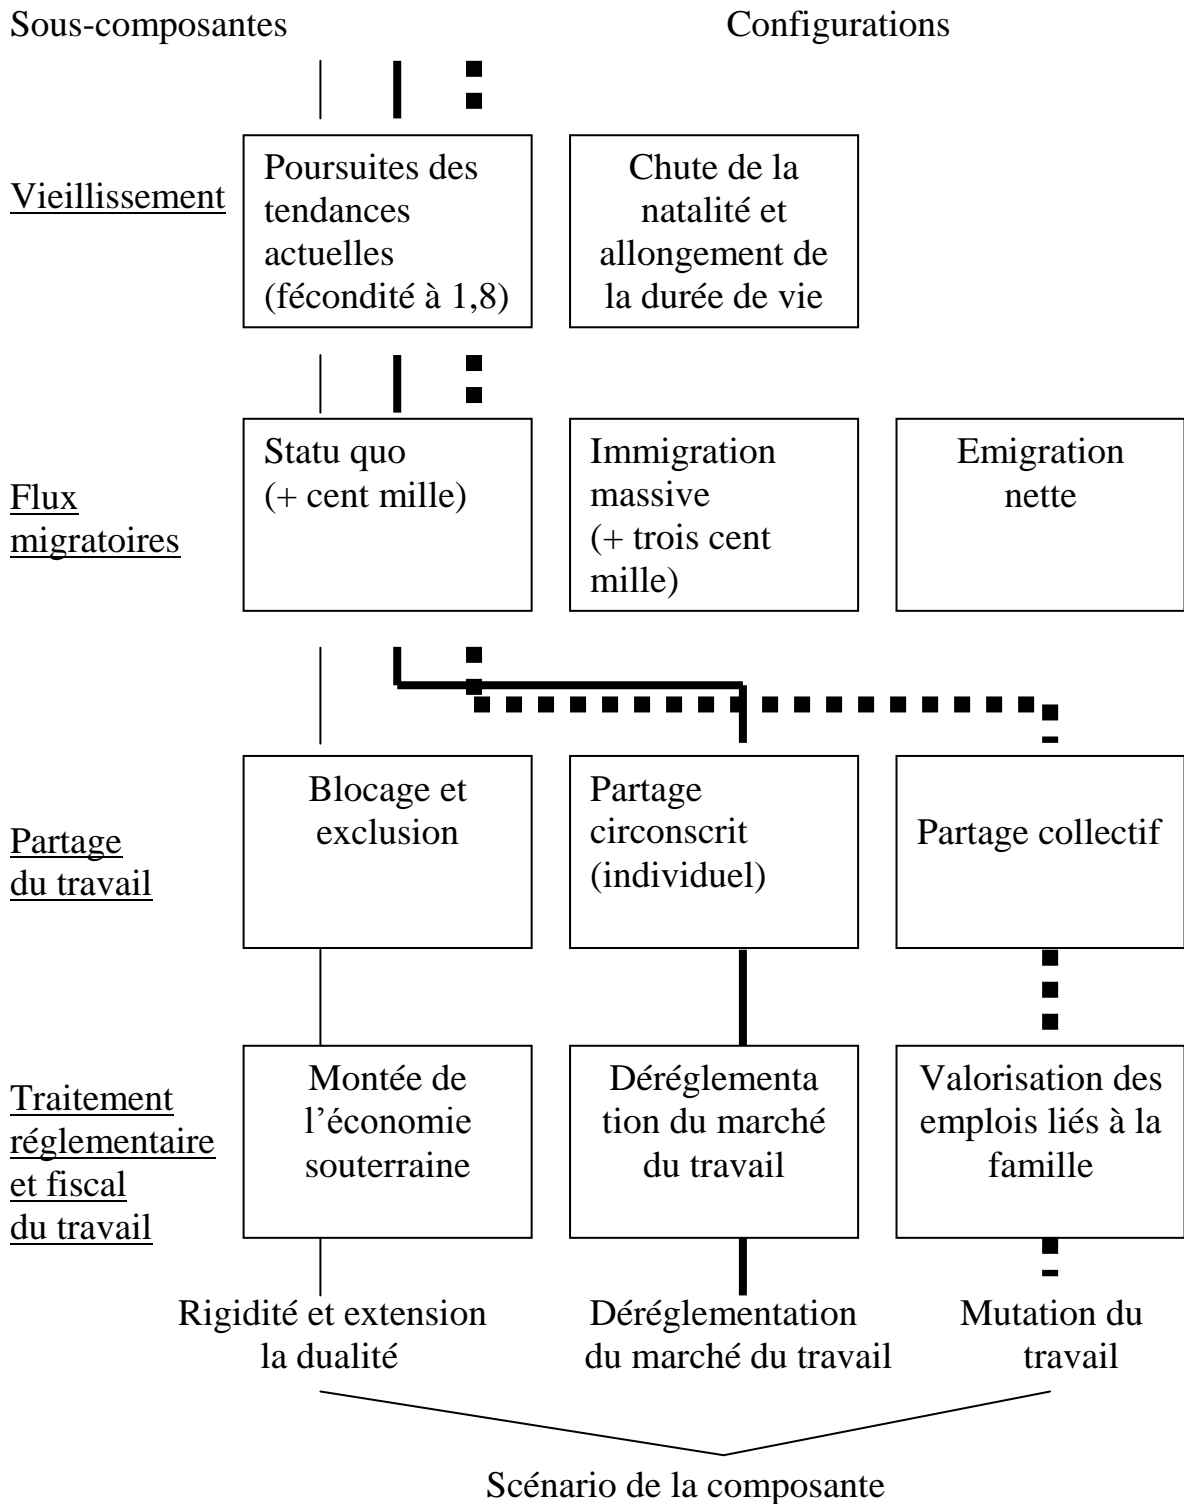 Sous-composantes
Configurations
Vieillissement
Poursuites des
tendances
actuelles
(fécondité à 1,8)
Chute de la
natalité et
allongement de
la durée de vie
Flux
migratoires
Statu quo
(+ cent mille)
Immigration
massive
(+ trois cent
mille)
Emigration
nette
Partage
du travail
Blocage et
exclusion
Partage
circonscrit
(individuel)
Partage collectif
Traitement
réglementaire
et fiscal
du travail
Montée de
l’économie
souterraine
Déréglementa
tion du marché
du travail
Valorisation des
emplois liés à la
famille
Rigidité et extension
la dualité
Déréglementation
du marché du travail
Mutation du
travail
Scénario de la composante